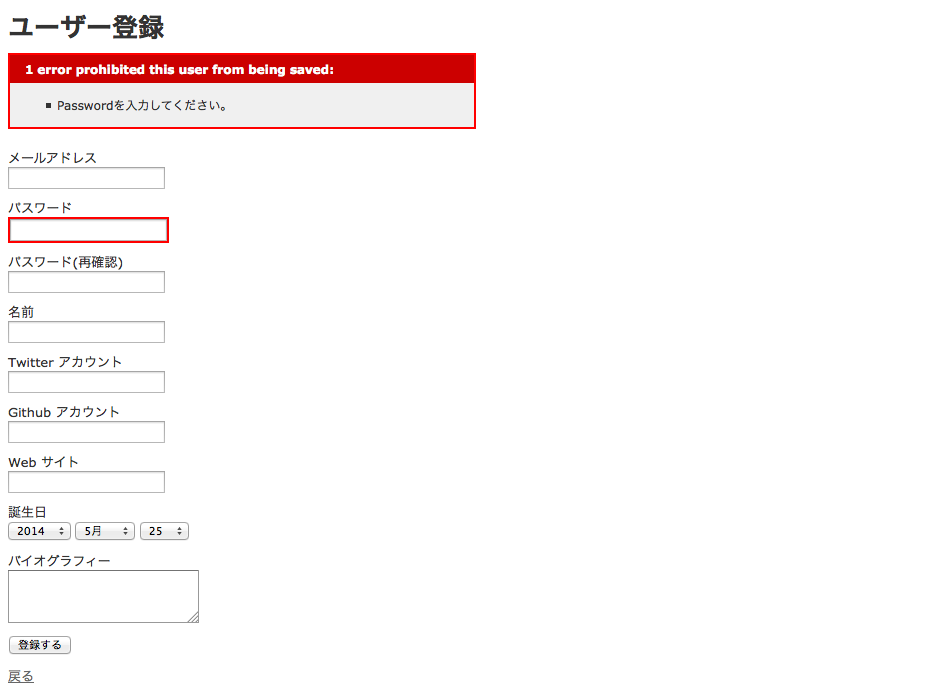 ユーザー登録
1 error prohibited this user from being saved:
Passwordを入力してください。
メールアドレス
パスワード
パスワード(再確認)
名前
Twitter アカウント
Github アカウント
Web サイト
誕生日
2014 5月 25
バイオグラフィー
登録する
戻る